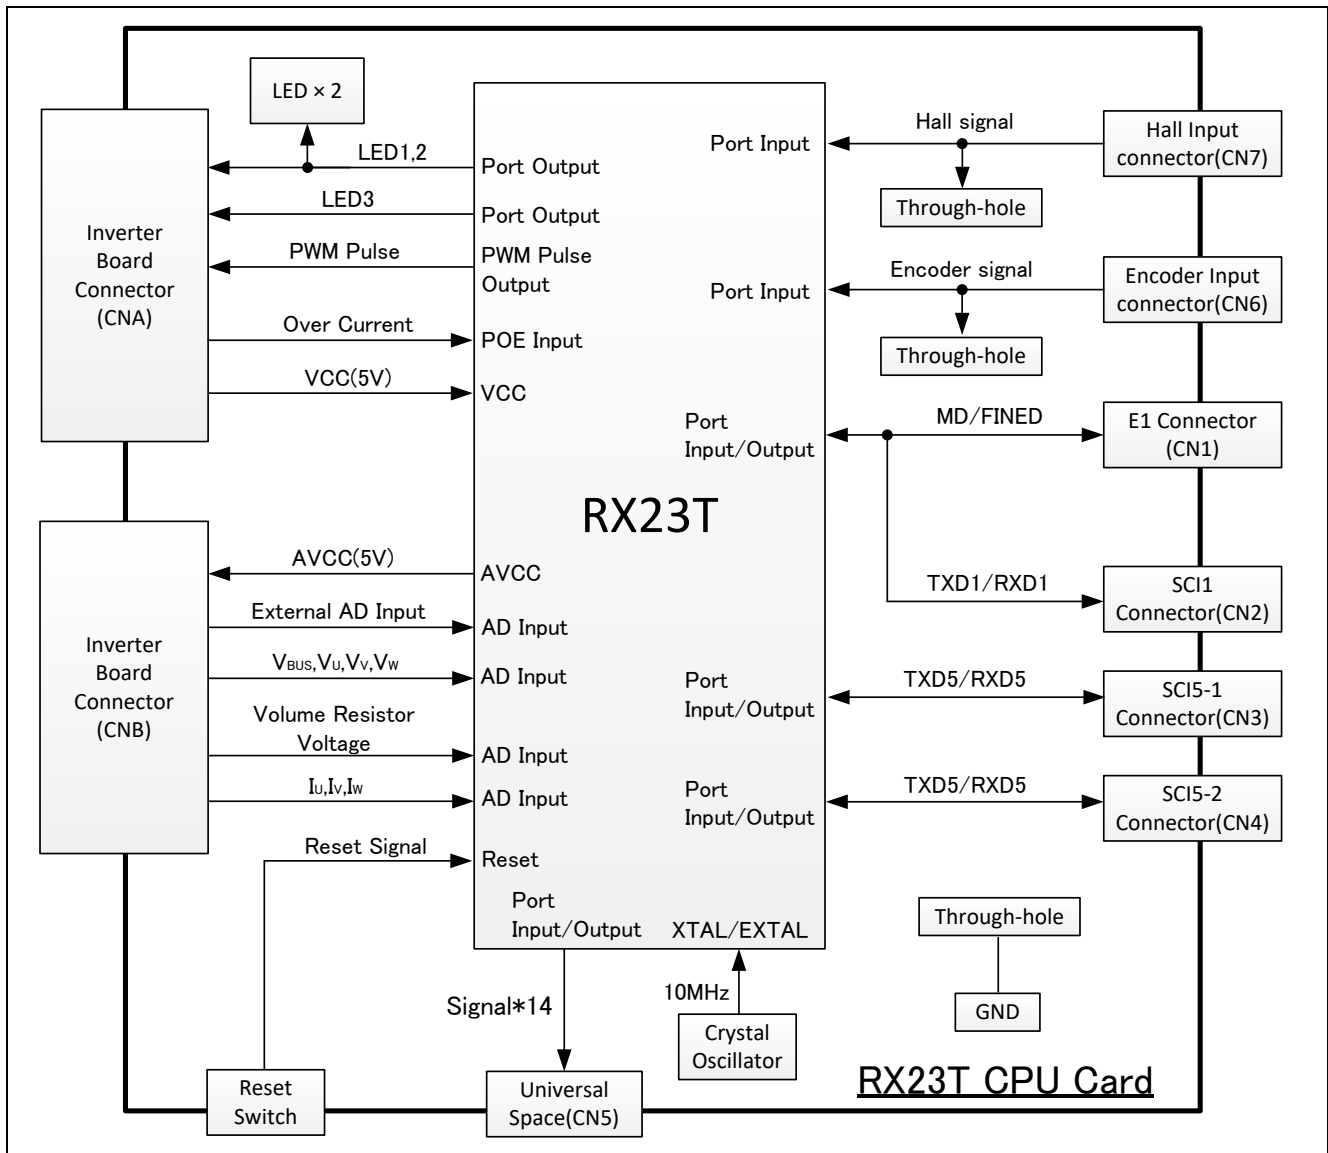 LED × 2
Inverter
Board
Connector
(CNA)
LED1,2
LED3
PWM Pulse
Over Current
VCC(5V)
Port Output
Port Output
PWM Pulse
Output
POE Input
VCC
Inverter
Board
Connector
(CNB)
AVCC(5V)
External AD Input
VBUS,VU,VV,VW
Volume Resistor
Voltage
IU,IV,IW
Reset Signal
AVCC
AD Input
AD Input
AD Input
AD Input
Reset
RX23T
Port Input
Port Input
Port
Input/Output
Port
Input/Output
Port
Input/Output
Port
Input/Output
XTAL/EXTAL
Hall signal
Through-hole
Encoder signal
Through-hole
MD/FINED
TXD1/RXD1
TXD5/RXD5
TXD5/RXD5
Hall Input
connector(CN7)
Encoder Input
connector(CN6)
E1 Connector
(CN1)
SCI1
Connector(CN2)
SCI5-1
Connector(CN3)
SCI5-2
Connector(CN4)
Through-hole
GND
Signal*14
10MHz
Crystal
Oscillator
Reset
Switch
Universal
Space(CN5)
RX23T CPU Card